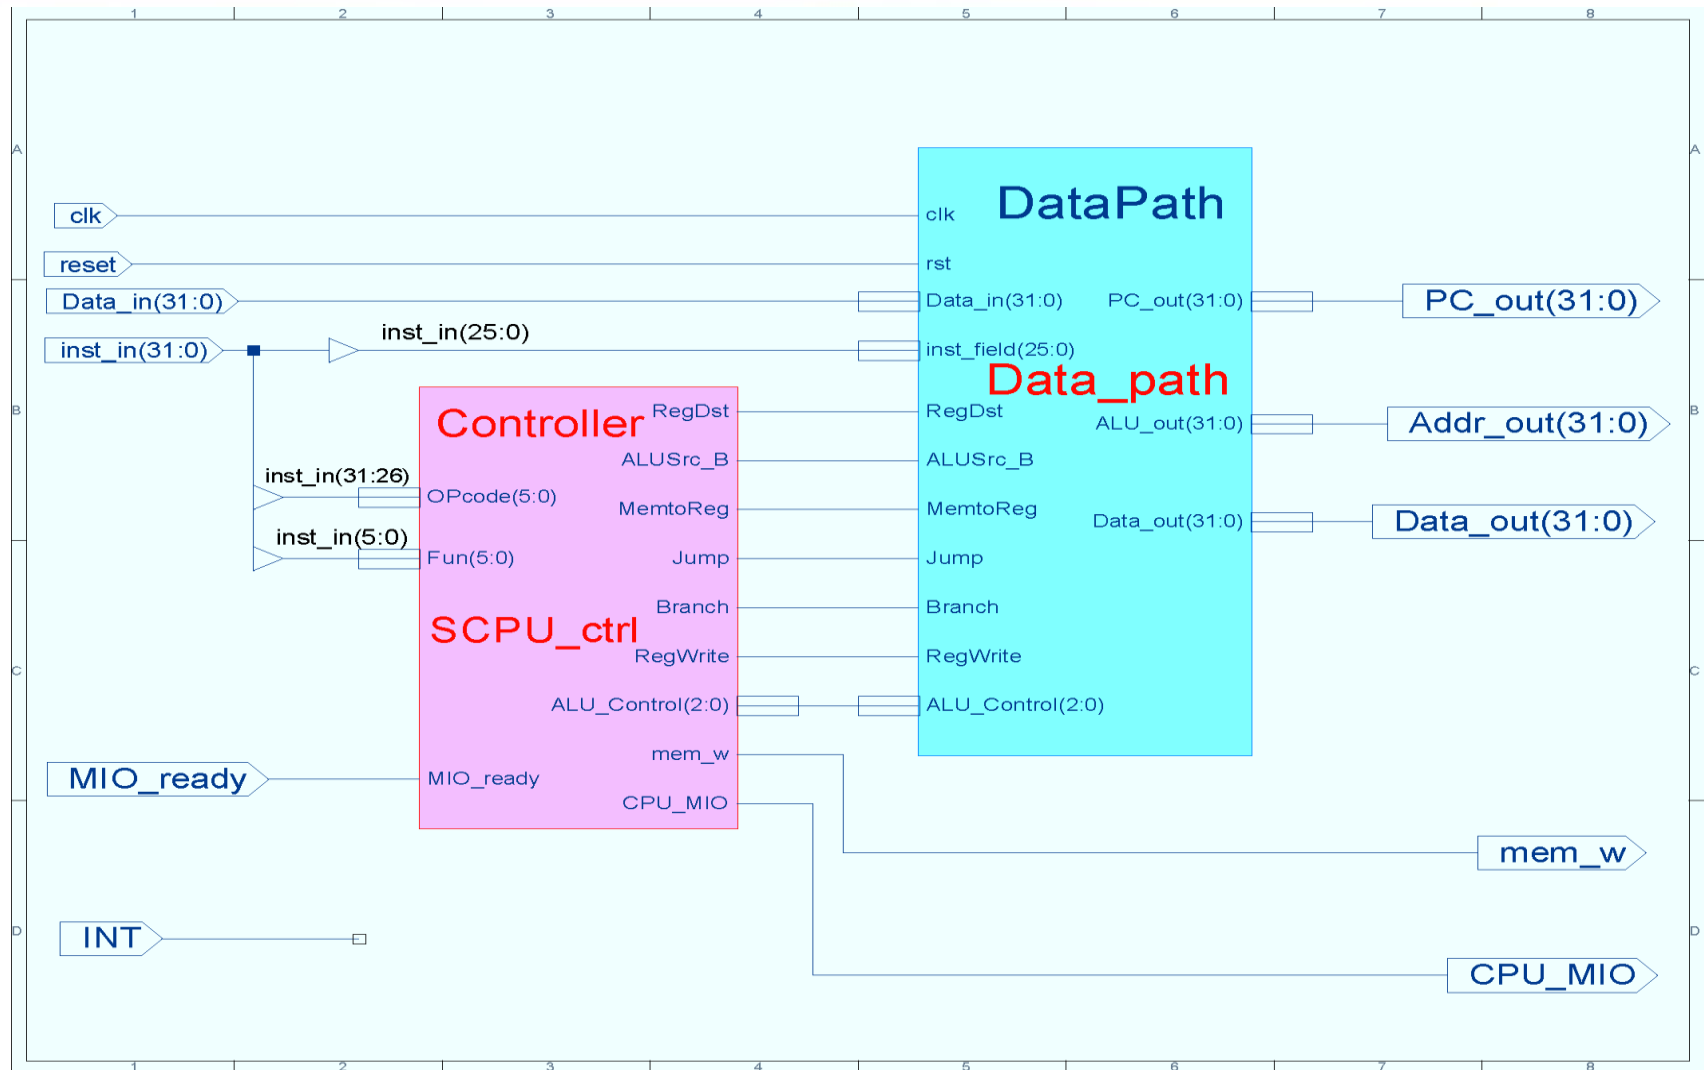 1 2 3 4 5 6 7 8
A
A
DataPath
clk
clk
reset
rst
Data_in(31:0)
Data_in(31:0)
PC_out(31:0)
PC_out(31:0)
inst_in(31:0)
inst_in(25:0)
inst_field(25:0)
Data_path
B
B
Controller
RegDst
RegDst
ALU_out(31:0)
Addr_out(31:0)
ALUSrc_B
ALUSrc_B
inst_in(31:26)
OPcode(5:0)
MemtoReg
MemtoReg
Data_out(31:0)
Data_out(31:0)
inst_in(5:0)
Fun(5:0)
Jump
Jump
Branch
Branch
SCPU_ctrl
RegWrite
RegWrite
C
C
ALU_Control(2:0)
ALU_Control(2:0)
mem_w
MIO_ready
MIO_ready
CPU_MIO
mem_w
D
D
INT
CPU_MIO
1 2 3 4 5 6 7 8